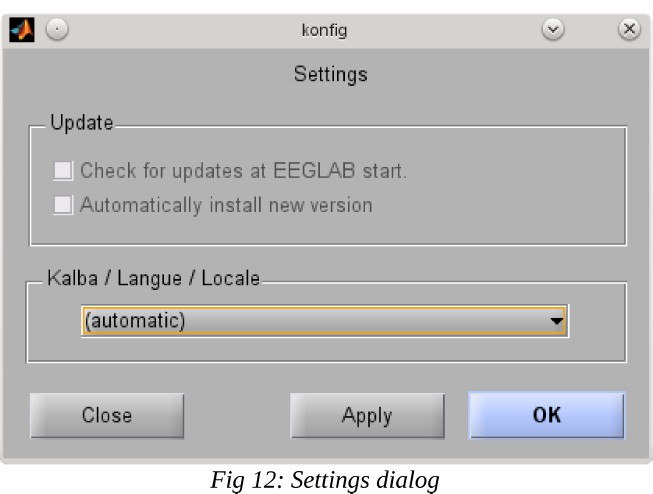 konfig
Settings
Update
Check for updates at EEGLAB start.
Automatically install new version
Kalba / Langue / Locale
(automatic)
Close
Apply
OK
Fig 12: Settings dialog